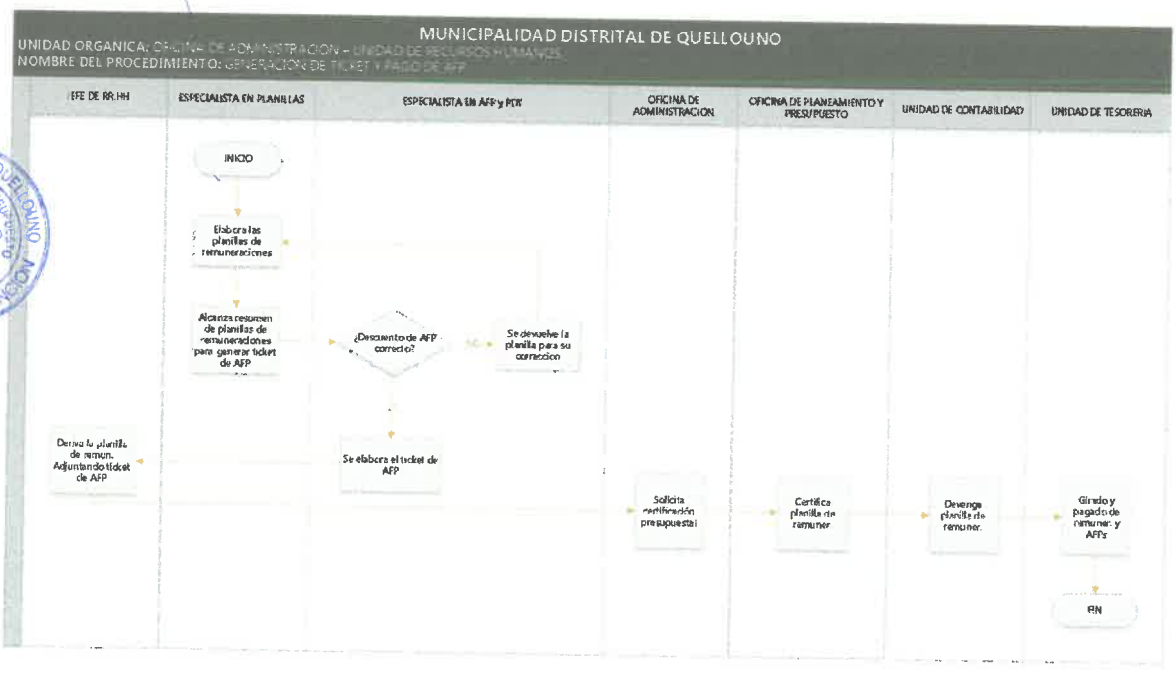 MUNICIPALIDAD DISTRITAL DE QUELLOUNO
UNIDAD ORGANICA: OFICINA DE ADMINISTRACION – UNIDAD DE RECURSOS HUMANOS
NOMBRE DEL PROCEDIMIENTO: GENERACION DE TICKET Y PAGO DE AFP
JEFE DE RR.HH
ESPECIALISTA EN PLANILLAS
ESPECIALISTA EN AFP y
OFICINA DE
ADMINISTRACION
OFICINA DE PLANEAMIENTO Y
PRESUPUESTO
UNIDAD DE CONTABILIDAD
UNIDAD DE TESORERIA
INICIO
Elabora las
planillas de
remuneraciones
Alcanza resumen
de planillas de
remuneraciones
para generar ticket
de AFP
¿Descuento de AFP
correcto?
NO
Se devuelve la
planilla para su
correccion
Se elabora el ticket de
AFP
Deriva la planilla
de remun.
Adjuntando ticket
de AFP
Solicita
certificación
presupuestal
Certifica
planilla de
remuner
Devenga
planilla de
remuner.
Girado y
pagado de
remuner. y
AFPs
FIN
QUELLOUNO